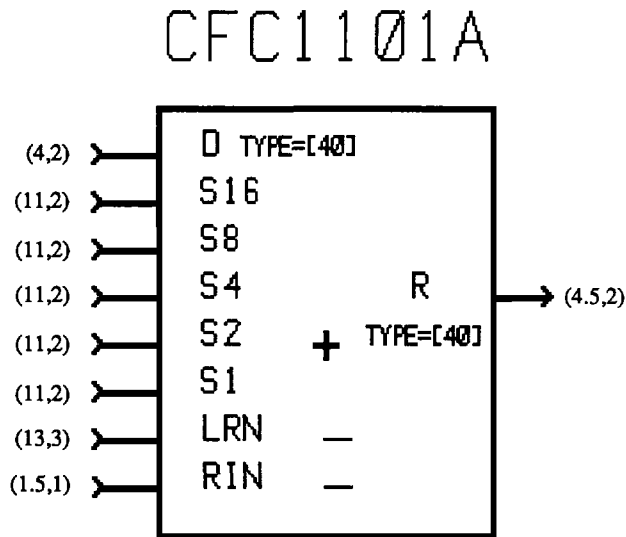 CFC1101A
(4,2) D TYPE=[40]
(11,2) S16
(11,2) S8
(11,2) S4 R (4.5,2)
(11,2) S2 + TYPE=[40]
(11,2) S1
(13,3) LRN _
(1.5,1) RIN _